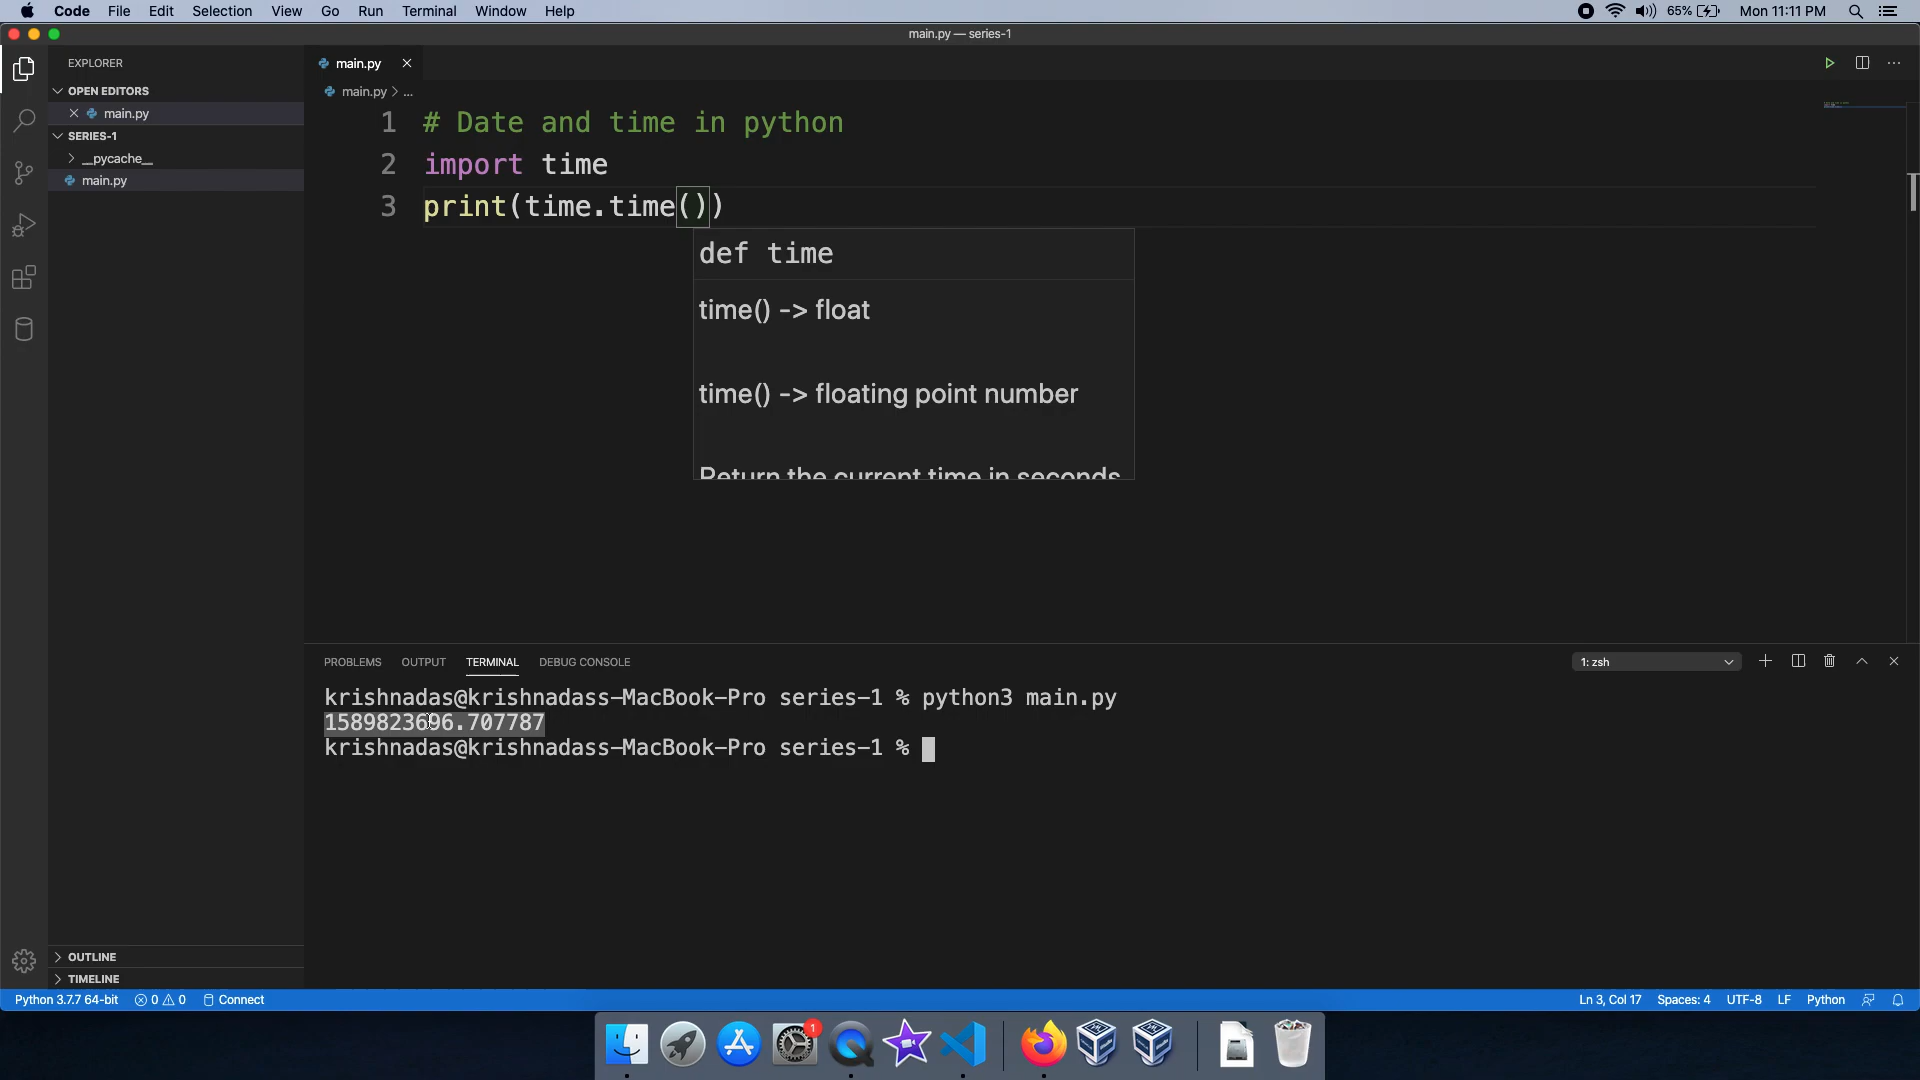 Code File Edit Selection View Go Run Terminal Window Help 65% Mon 11:11 PM
main.py — series-1
EXPLORER
OPEN EDITORS
main.py
SERIES-1
__pycache__
main.py
main.py
main.py > ...
1 # Date and time in python
2 import time
3 print(time.time())
def time
time() -> float
time() -> floating point number
Return the current time in seconds
PROBLEMS OUTPUT TERMINAL DEBUG CONSOLE 1: zsh
krishnadas@krishnadass-MacBook-Pro series-1 % python3 main.py
1589823696.707787
krishnadas@krishnadass-MacBook-Pro series-1 %
OUTLINE
TIMELINE
Python 3.7.7 64-bit 0 0 Connect Ln 3, Col 17 Spaces: 4 UTF-8 LF Python
1